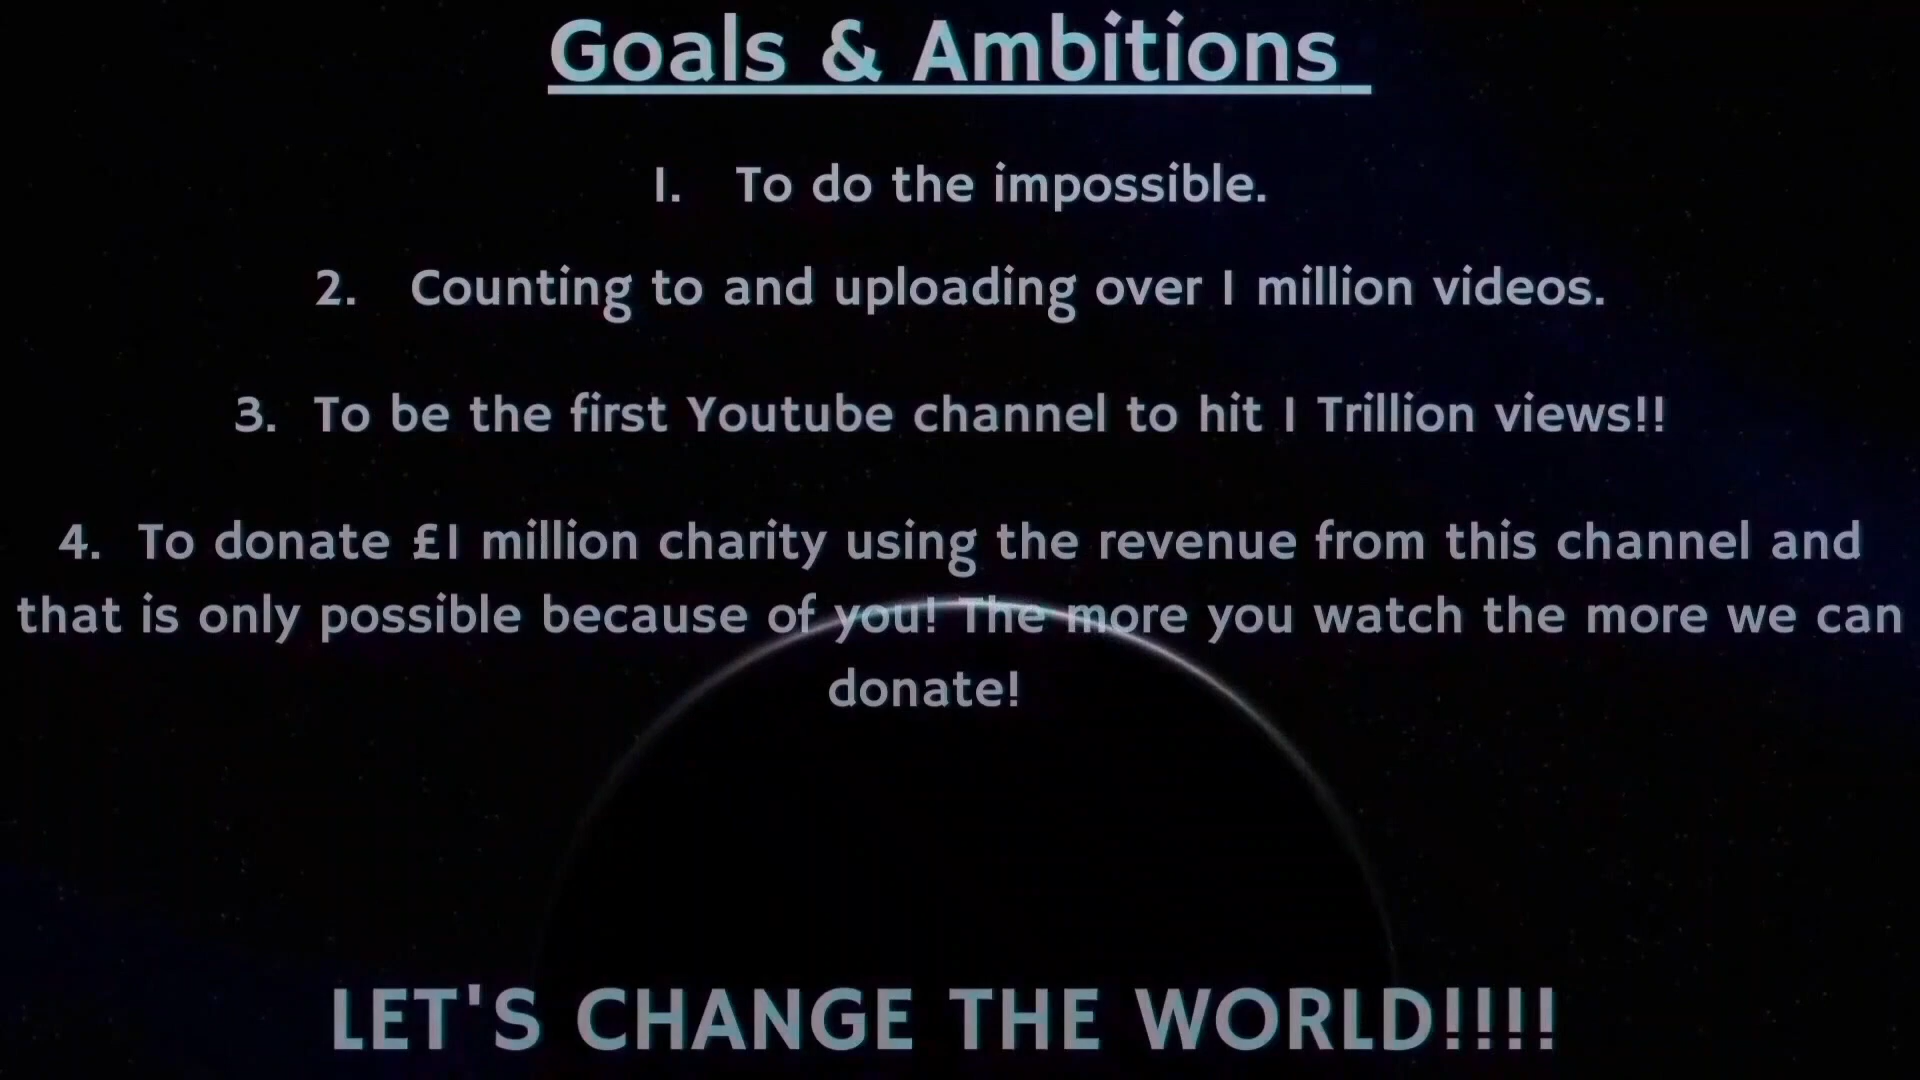 Goals & Ambitions
1. To do the impossible.
2. Counting to and uploading over 1 million videos.
3. To be the first Youtube channel to hit 1 Trillion views!!
4. To donate £1 million charity using the revenue from this channel and
that is only possible because of you! The more you watch the more we can
donate!
LET'S CHANGE THE WORLD!!!!